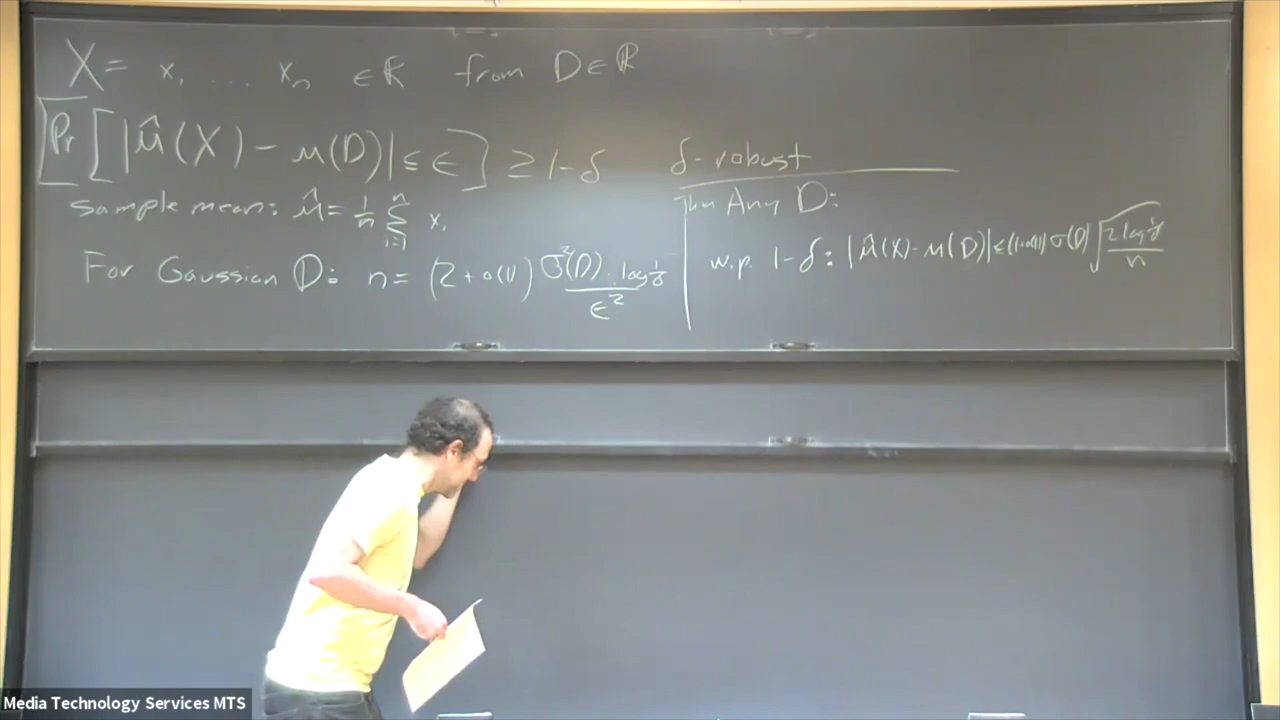 X = x₁ .... xₙ ∈ ℝ from D ∈ ℝ
Pr[|μ̂(X) - μ(D)| ≤ ε] ≥ 1-δ
Sample mean: μ̂ = 1/n Σᵢ₌₁ⁿ xᵢ
For Gaussian D: n = (2 + o(1)) σ²(D) · log 1/δ / ε²
δ-robust
Any D:
w.p. 1-δ: |μ̂(X) - μ(D)| ≤ (1+o(1)) σ(D) √(2 log 1/δ / n)
Media Technology Services MTS